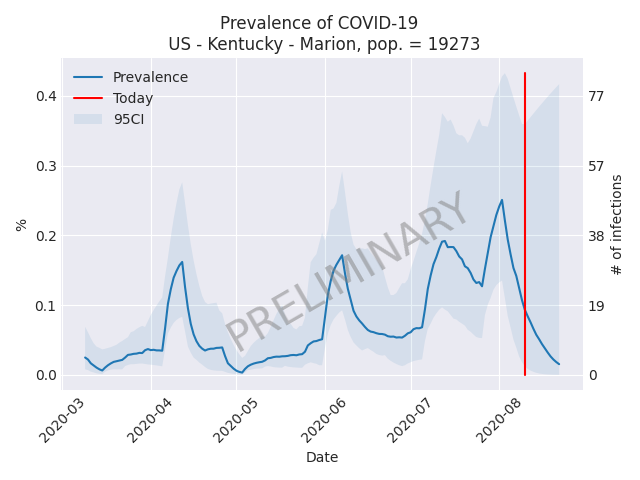 Prevalence of COVID-19
US - Kentucky - Marion, pop. = 19273
Prevalence
Today
95CI
0.4
0.3
0.2
0.1
0.0
%
77
57
38
19
0
# of infections
PRELIMINARY
2020-03
2020-04
2020-05
2020-06
2020-07
2020-08
Date